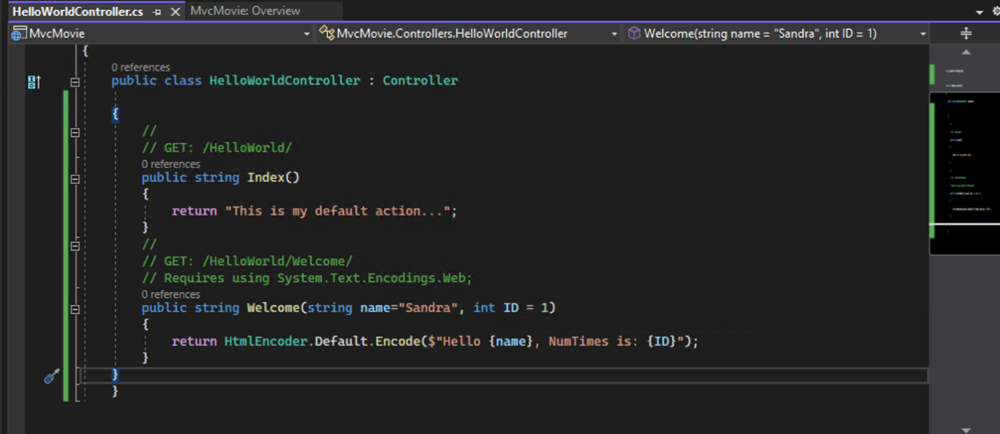 HelloWorldController.cs MvcMovie: Overview
MvcMovie MvcMovie.Controllers.HelloWorldController Welcome(string name = "Sandra", int ID = 1)
{
0 references
public class HelloWorldController : Controller
{
//
// GET: /HelloWorld/
0 references
public string Index()
{
return "This is my default action...";
}
//
// GET: /HelloWorld/Welcome/
// Requires using System.Text.Encodings.Web;
0 references
public string Welcome(string name="Sandra", int ID = 1)
{
return HtmlEncoder.Default.Encode($"Hello {name}, NumTimes is: {ID}");
}
}
}